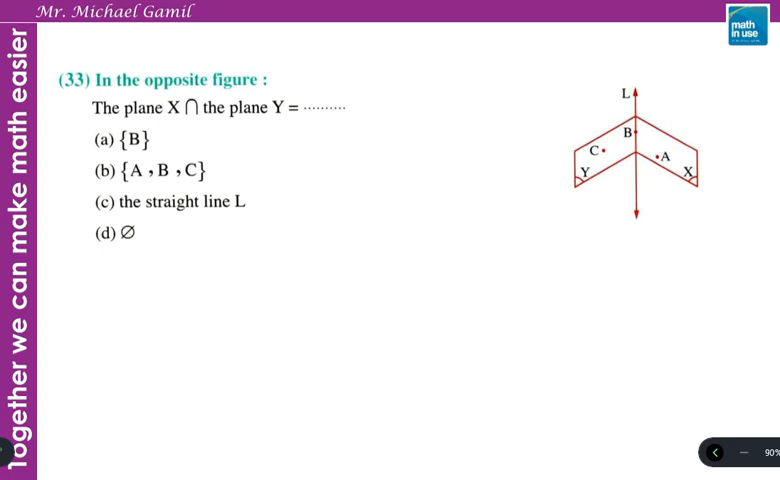 Mr. Michael Gamil
math
in use
Together we can make math easier
(33) In the opposite figure :
The plane X ⋂ the plane Y = ..........
(a) {B}
(b) {A , B , C}
(c) the straight line L
(d) ∅
L
B
C
A
Y
X
90%